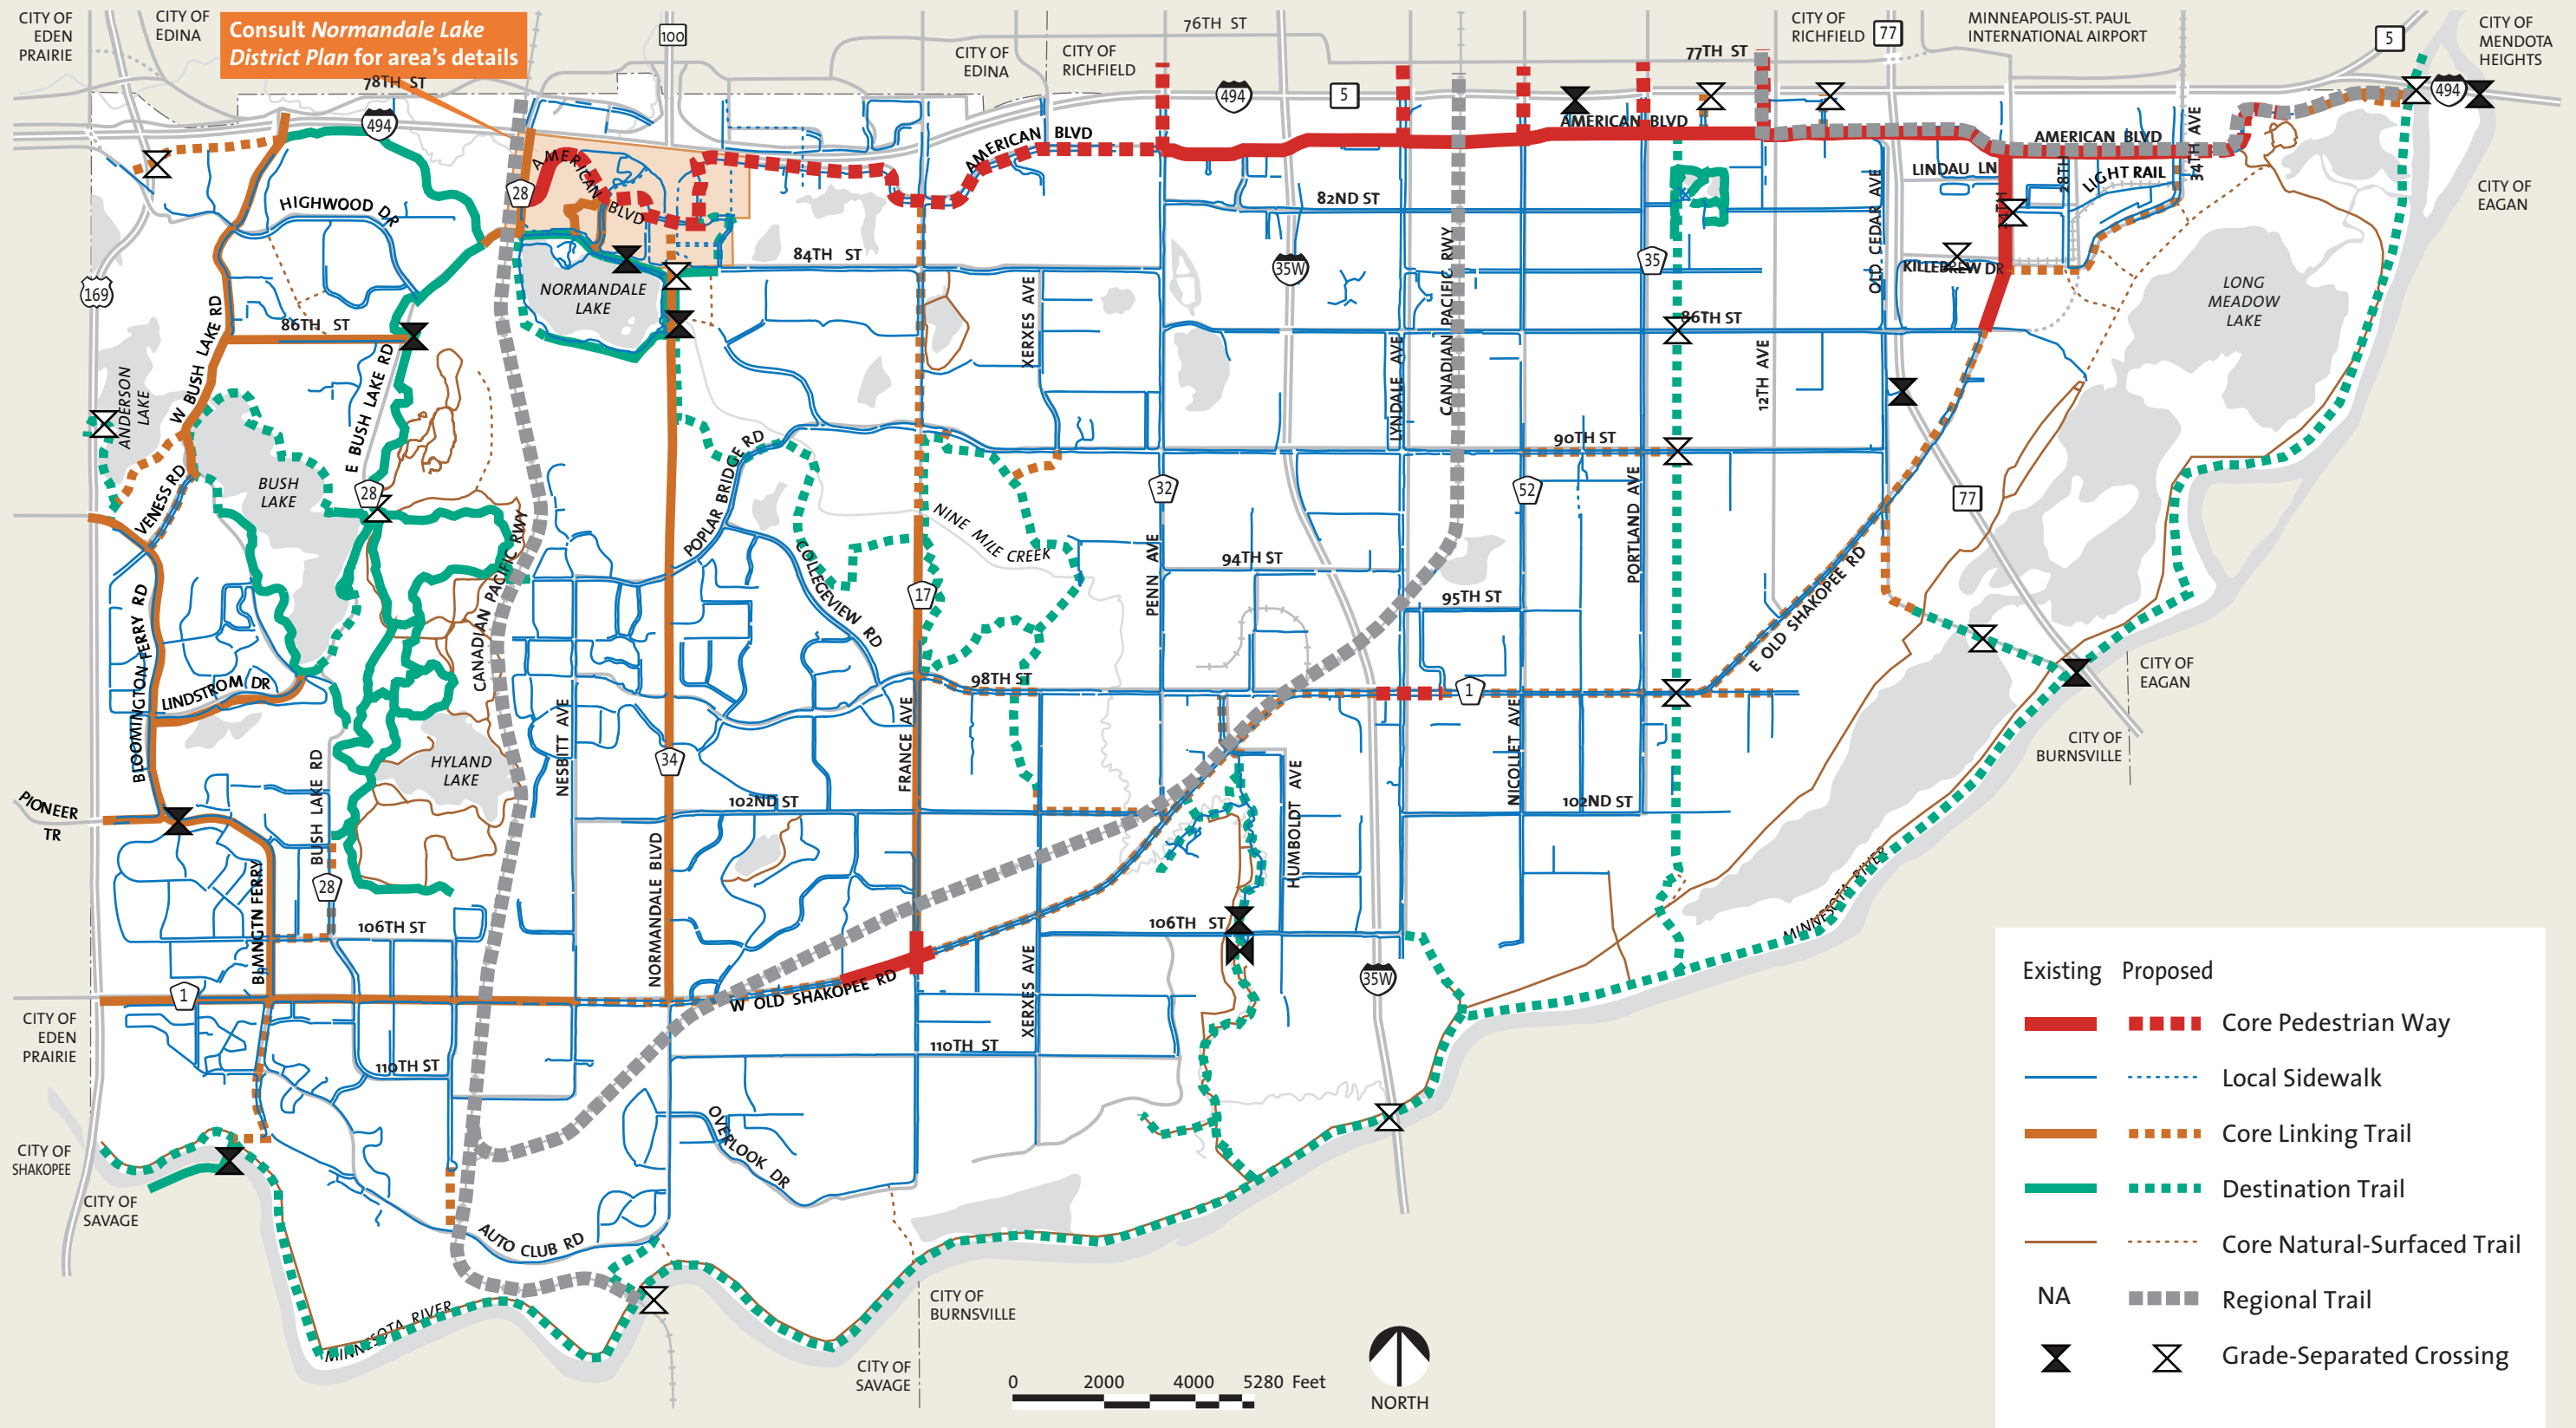 CITY OF
EDEN
PRAIRIE
CITY OF
EDINA
Consult Normandale Lake
District Plan for area's details
100
76TH ST
CITY OF
EDINA
CITY OF
RICHFIELD
77TH ST
CITY OF
RICHFIELD
77
MINNEAPOLIS-ST. PAUL
INTERNATIONAL AIRPORT
5
CITY OF
MENDOTA
HEIGHTS
78TH ST
494
494
5
494
AMERICAN BLVD
AMERICAN BLVD
AMERICAN BLVD
AMERICAN BLVD
34TH AVE
28TH
24TH
LINDAU LN
LIGHT RAIL
CITY OF
EAGAN
28
HIGHWOOD DR
82ND ST
84TH ST
OLD CEDAR AVE
KILLEBREW DR
35
35W
169
NORMANDALE
LAKE
LONG
MEADOW
LAKE
86TH ST
86TH ST
XERXES AVE
LYNDALE AVE
CANADIAN PACIFIC RWY
12TH AVE
W BUSH LAKE RD
E BUSH LAKE RD
ANDERSON
LAKE
90TH ST
POPLAR BRIDGE RD
VENESS RD
BUSH
LAKE
28
32
52
77
PORTLAND AVE
NINE MILE CREEK
CANADIAN PACIFIC RWY
COLLEGEVIEW RD
PENN AVE
94TH ST
95TH ST
17
E OLD SHAKOPEE RD
BLOOMINGTON FERRY RD
LINDSTROM DR
98TH ST
1
CITY OF
EAGAN
NESBITT AVE
FRANCE AVE
NICOLLET AVE
CITY OF
BURNSVILLE
HYLAND
LAKE
34
BUSH LAKE RD
HUMBOLDT AVE
PIONEER
TR
102ND ST
102ND ST
NORMANDALE BLVD
BLMNGTN FERRY
28
MINNESOTA RIVER
106TH ST
106TH ST
XERXES AVE
35W
1
W OLD SHAKOPEE RD
CITY OF
EDEN
PRAIRIE
110TH ST
110TH ST
OVERLOOK DR
CITY OF
SHAKOPEE
CITY OF
SAVAGE
AUTO CLUB RD
MINNESOTA RIVER
CITY OF
BURNSVILLE
CITY OF
SAVAGE
0 2000 4000 5280 Feet
NORTH
Existing Proposed
Core Pedestrian Way
Local Sidewalk
Core Linking Trail
Destination Trail
Core Natural-Surfaced Trail
NA Regional Trail
Grade-Separated Crossing